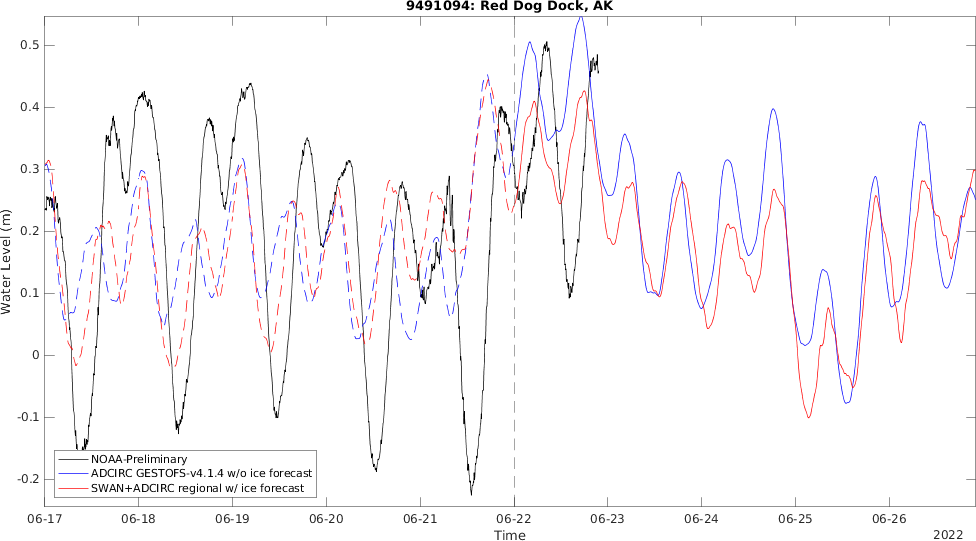 9491094: Red Dog Dock, AK
Water Level (m)
0.5
0.4
0.3
0.2
0.1
0
-0.1
-0.2
NOAA-Preliminary
ADCIRC GESTOFS-v4.1.4 w/o ice forecast
SWAN+ADCIRC regional w/ ice forecast
06-17 06-18 06-19 06-20 06-21 06-22 06-23 06-24 06-25 06-26
Time
2022